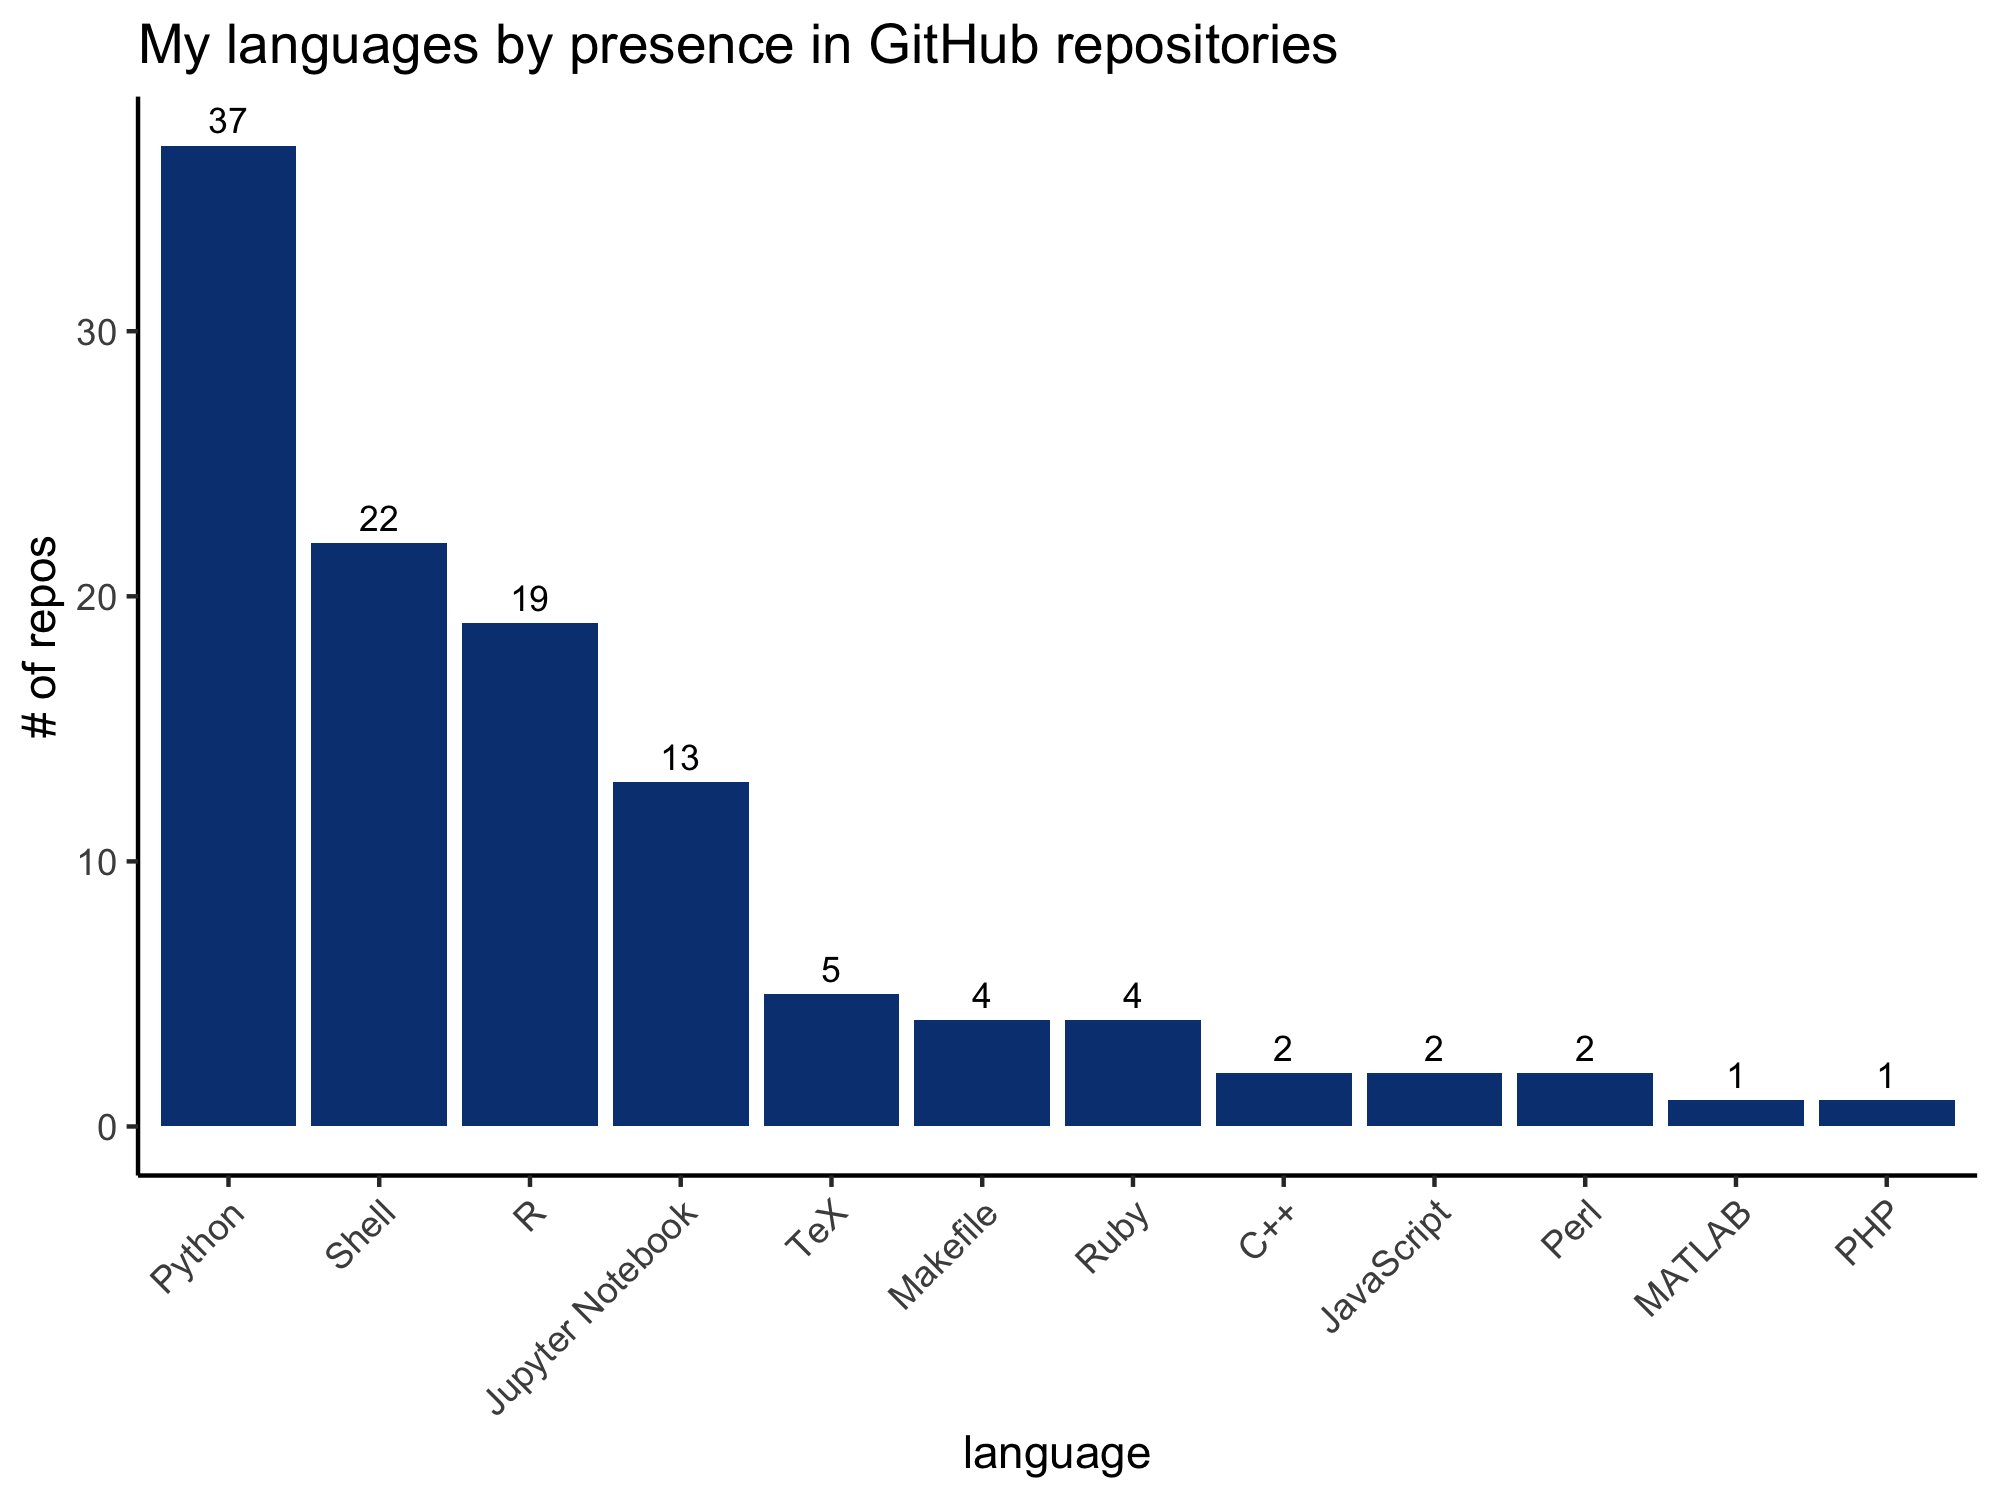 My languages by presence in GitHub repositories
37
22
19
13
5
4
4
2
2
2
1
1
30
20
10
0
# of repos
Python
Shell
R
Jupyter Notebook
TeX
Makefile
Ruby
C++
JavaScript
Perl
MATLAB
PHP
language